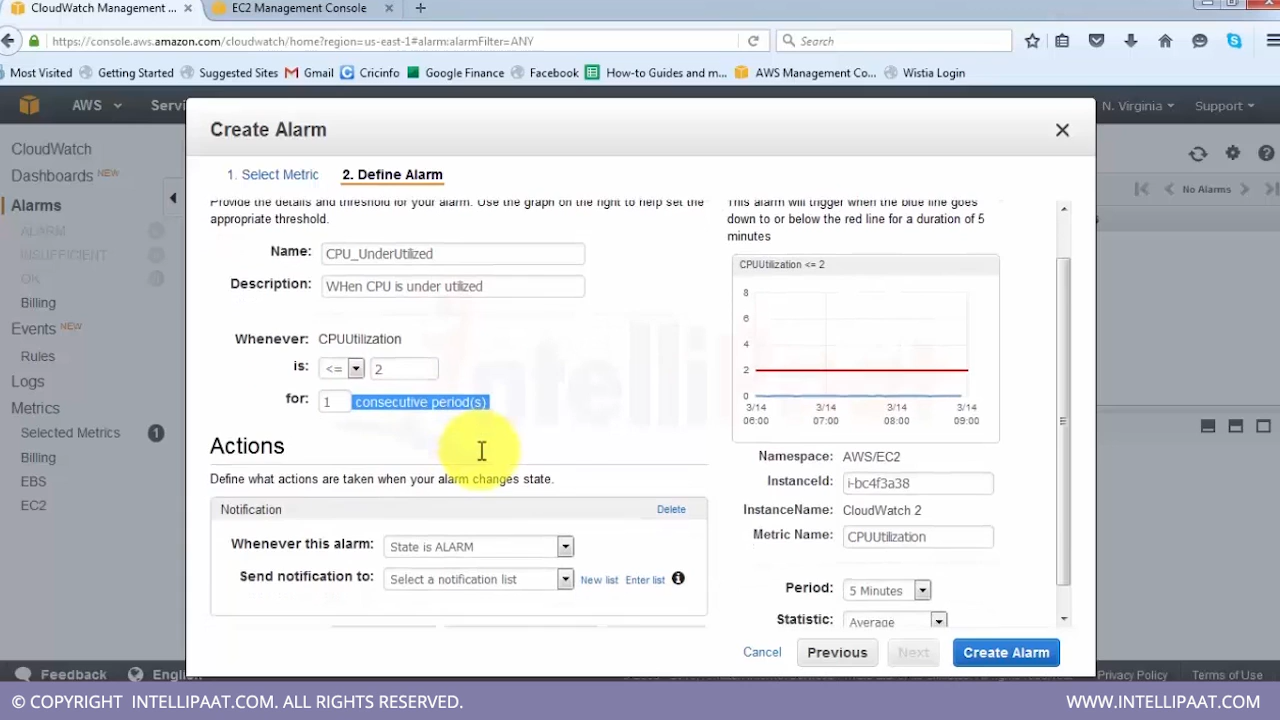 CloudWatch Management ...
EC2 Management Console
https://console.aws.amazon.com/cloudwatch/home?region=us-east-1#alarm:alarmFilter=ANY
Search
Most Visited
Getting Started
Suggested Sites
Gmail
Cricinfo
Google Finance
Facebook
How-to Guides and m...
AWS Management Co...
Wistia Login
AWS
Servi
N. Virginia
Support
CloudWatch
Dashboards NEW
Alarms
ALARM
INSUFFICIENT
OK
Billing
Events NEW
Rules
Logs
Metrics
Selected Metrics 1
Billing
EBS
EC2
No Alarms
Create Alarm
1. Select Metric
2. Define Alarm
Provide the details and threshold for your alarm. Use the graph on the right to help set the
appropriate threshold.
Name: CPU_UnderUtilized
Description: WHen CPU is under utilized
Whenever: CPUUtilization
is: <= 2
for: 1 consecutive period(s)
Actions
Define what actions are taken when your alarm changes state.
Notification
Delete
Whenever this alarm: State is ALARM
Send notification to: Select a notification list New list Enter list
This alarm will trigger when the blue line goes
down to or below the red line for a duration of 5
minutes
CPUUtilization <= 2
8
6
4
2
0
3/14 3/14 3/14 3/14
06:00 07:00 08:00 09:00
Namespace: AWS/EC2
InstanceId: i-bc4f3a38
InstanceName: CloudWatch 2
Metric Name: CPUUtilization
Period: 5 Minutes
Statistic: Average
Cancel
Previous
Next
Create Alarm
Feedback
Engli
Privacy Policy
Terms of Use
© COPYRIGHT INTELLIPAAT.COM. ALL RIGHTS RESERVED.
WWW.INTELLIPAAT.COM